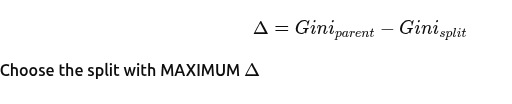 Δ = Gini_parent − Gini_split
Choose the split with MAXIMUM Δ